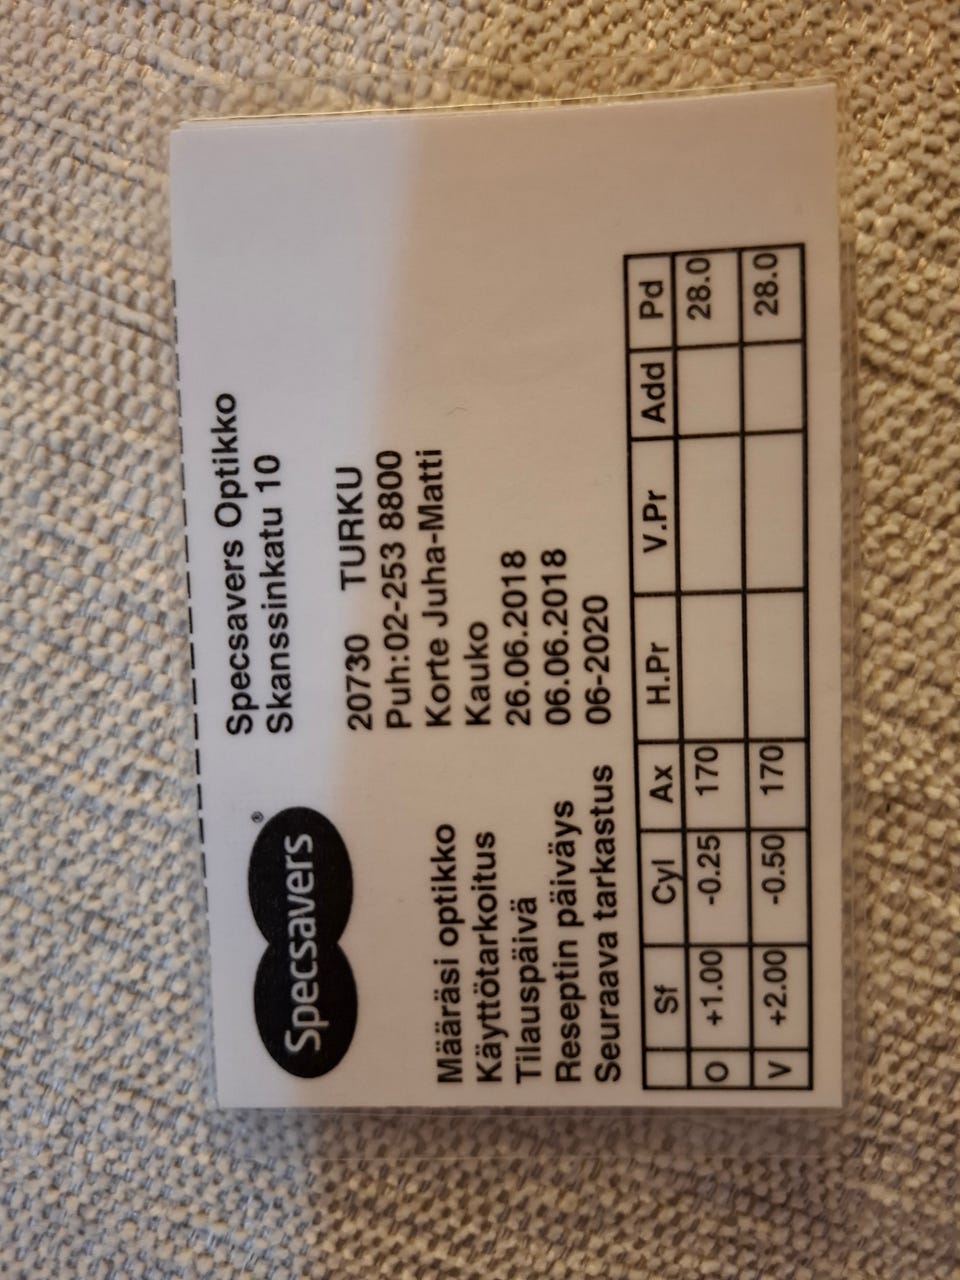 Specsavers®
Specsavers Optikko
Skanssinkatu 10
20730 TURKU
Puh:02-253 8800
Määräsi optikko Korte Juha-Matti
Käyttötarkoitus Kauko
Tilauspäivä 26.06.2018
Reseptin päiväys 06.06.2018
Seuraava tarkastus 06-2020
Sf Cyl Ax H.Pr V.Pr Add Pd
O +1.00 -0.25 170 28.0
V +2.00 -0.50 170 28.0